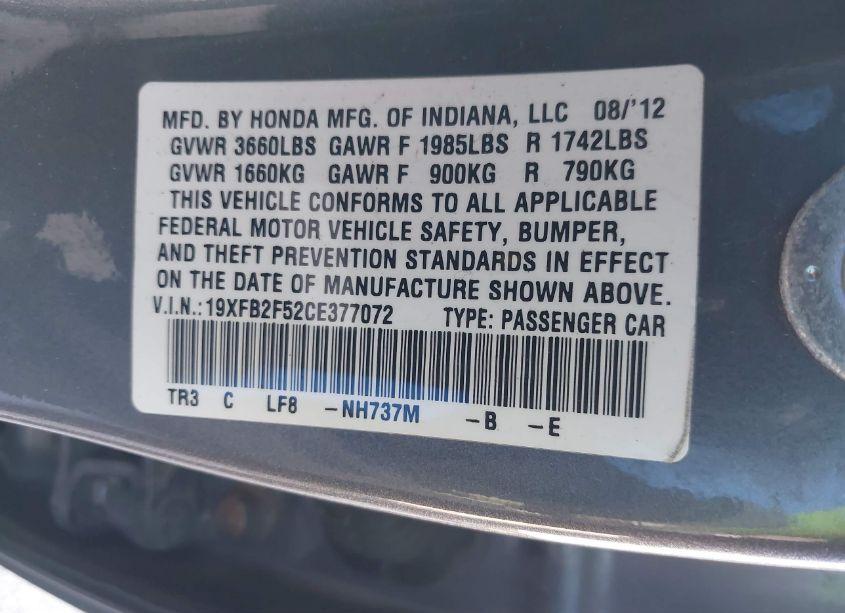 MFD. BY HONDA MFG. OF INDIANA, LLC 08/'12
GVWR 3660LBS GAWR F 1985LBS R 1742LBS
GVWR 1660KG GAWR F 900KG R 790KG
THIS VEHICLE CONFORMS TO ALL APPLICABLE
FEDERAL MOTOR VEHICLE SAFETY, BUMPER,
AND THEFT PREVENTION STANDARDS IN EFFECT
ON THE DATE OF MANUFACTURE SHOWN ABOVE.
V.I.N.:19XFB2F52CE377072 TYPE: PASSENGER CAR
TR3 C LF8 -NH737M -B -E